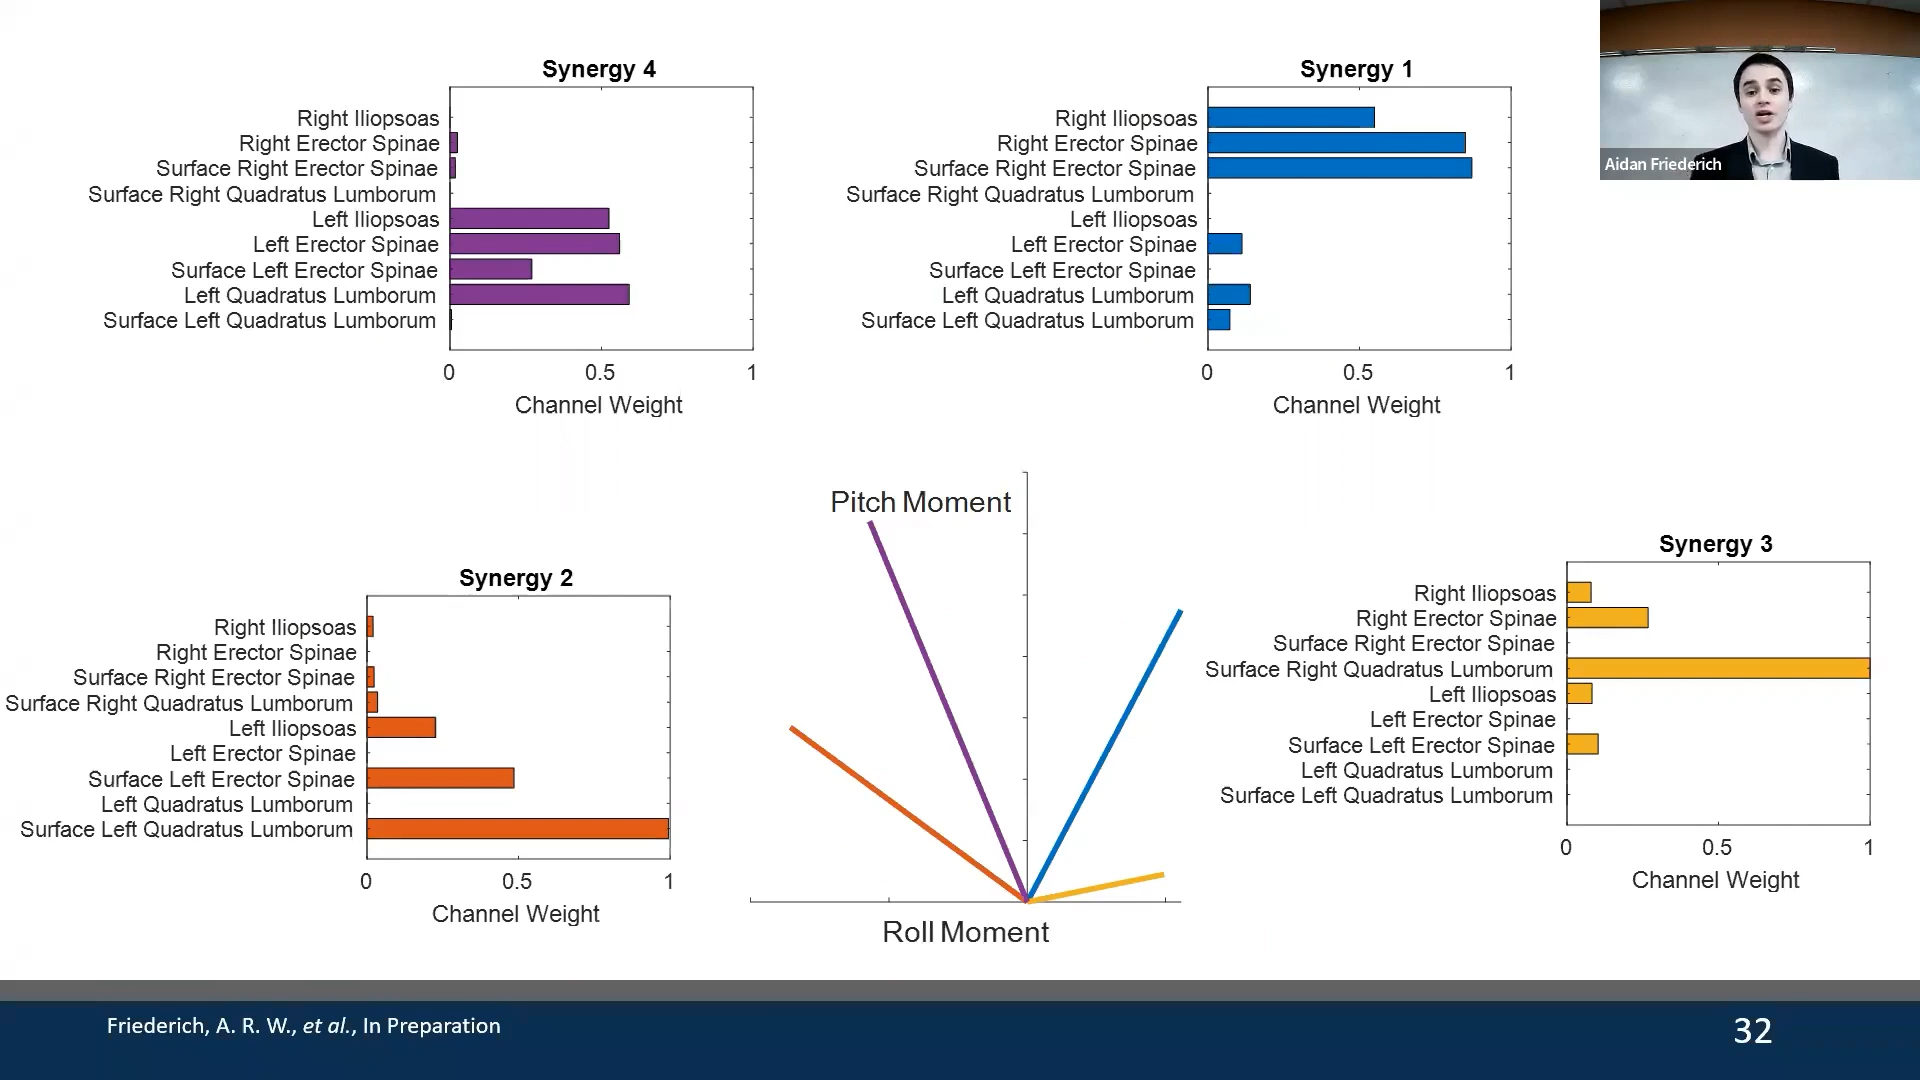 Synergy 4
Right Iliopsoas
Right Erector Spinae
Surface Right Erector Spinae
Surface Right Quadratus Lumborum
Left Iliopsoas
Left Erector Spinae
Surface Left Erector Spinae
Left Quadratus Lumborum
Surface Left Quadratus Lumborum
0 0.5 1
Channel Weight
Synergy 1
Right Iliopsoas
Right Erector Spinae
Surface Right Erector Spinae
Surface Right Quadratus Lumborum
Left Iliopsoas
Left Erector Spinae
Surface Left Erector Spinae
Left Quadratus Lumborum
Surface Left Quadratus Lumborum
0 0.5 1
Channel Weight
Aidan Friederich
Synergy 2
Right Iliopsoas
Right Erector Spinae
Surface Right Erector Spinae
Surface Right Quadratus Lumborum
Left Iliopsoas
Left Erector Spinae
Surface Left Erector Spinae
Left Quadratus Lumborum
Surface Left Quadratus Lumborum
0 0.5 1
Channel Weight
Pitch Moment
Roll Moment
Synergy 3
Right Iliopsoas
Right Erector Spinae
Surface Right Erector Spinae
Surface Right Quadratus Lumborum
Left Iliopsoas
Left Erector Spinae
Surface Left Erector Spinae
Left Quadratus Lumborum
Surface Left Quadratus Lumborum
0 0.5 1
Channel Weight
Friederich, A. R. W., et al., In Preparation
32